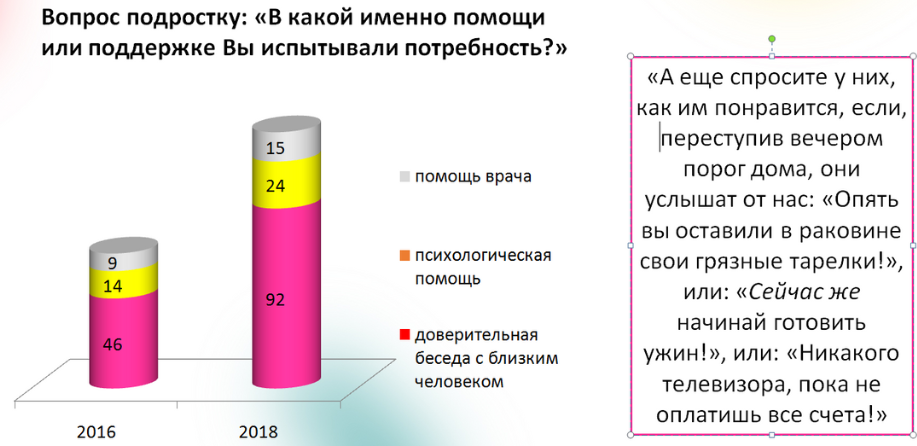 Вопрос подростку: «В какой именно помощи
или поддержке Вы испытывали потребность?»
15
24
92
9
14
46
2016
2018
помощь врача
психологическая
помощь
доверительная
беседа с близким
человеком
«А еще спросите у них,
как им понравится, если,
переступив вечером
порог дома, они
услышат от нас: «Опять
вы оставили в раковине
свои грязные тарелки!»,
или: «Сейчас же
начинай готовить
ужин!», или: «Никакого
телевизора, пока не
оплатишь все счета!»